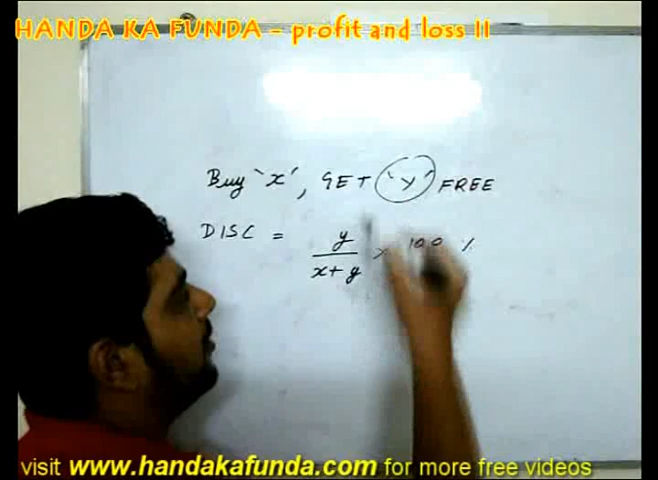 HANDA KA FUNDA - profit and loss II
Buy 'x', GET 'y' FREE
DISC = y / x+y × 100 %
visit www.handakafunda.com for more free videos